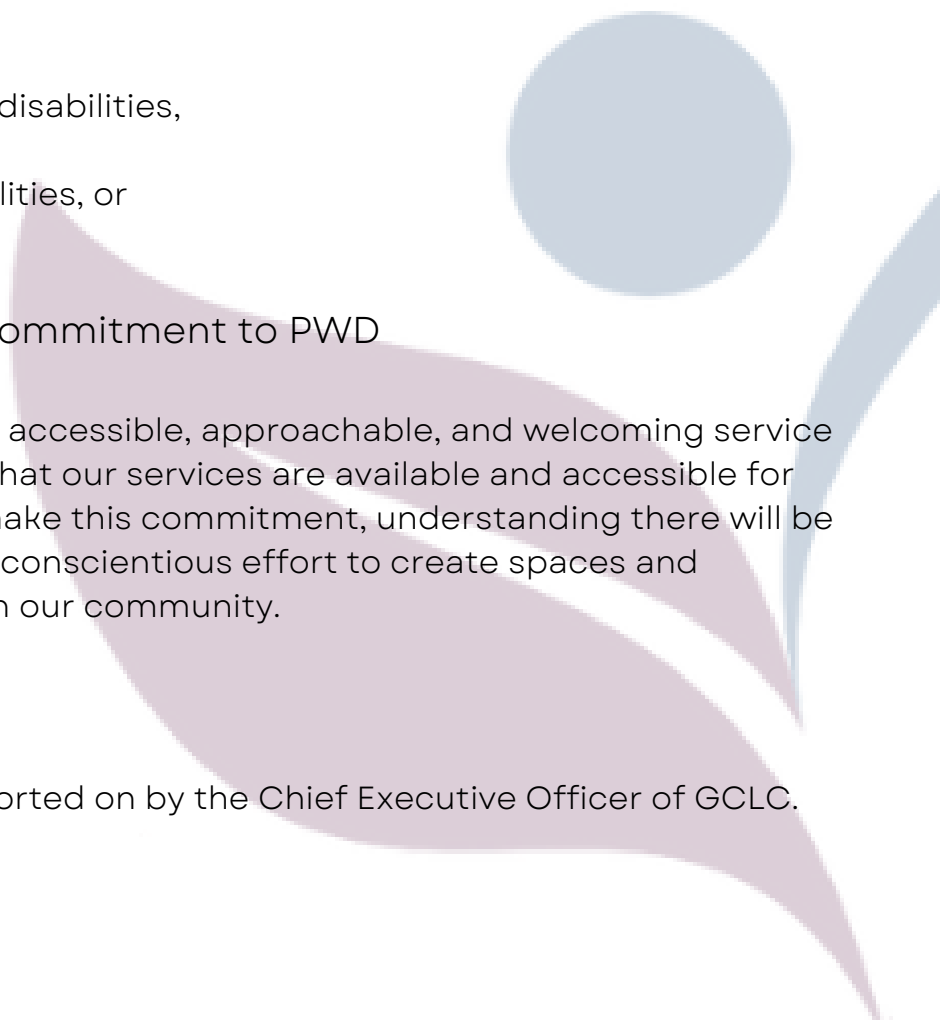 disabilities,
lities, or
ommitment to PWD
accessible, approachable, and welcoming service
hat our services are available and accessible for
ake this commitment, understanding there will be
conscientious effort to create spaces and
our community.
orted on by the Chief Executive Officer of GCLC.